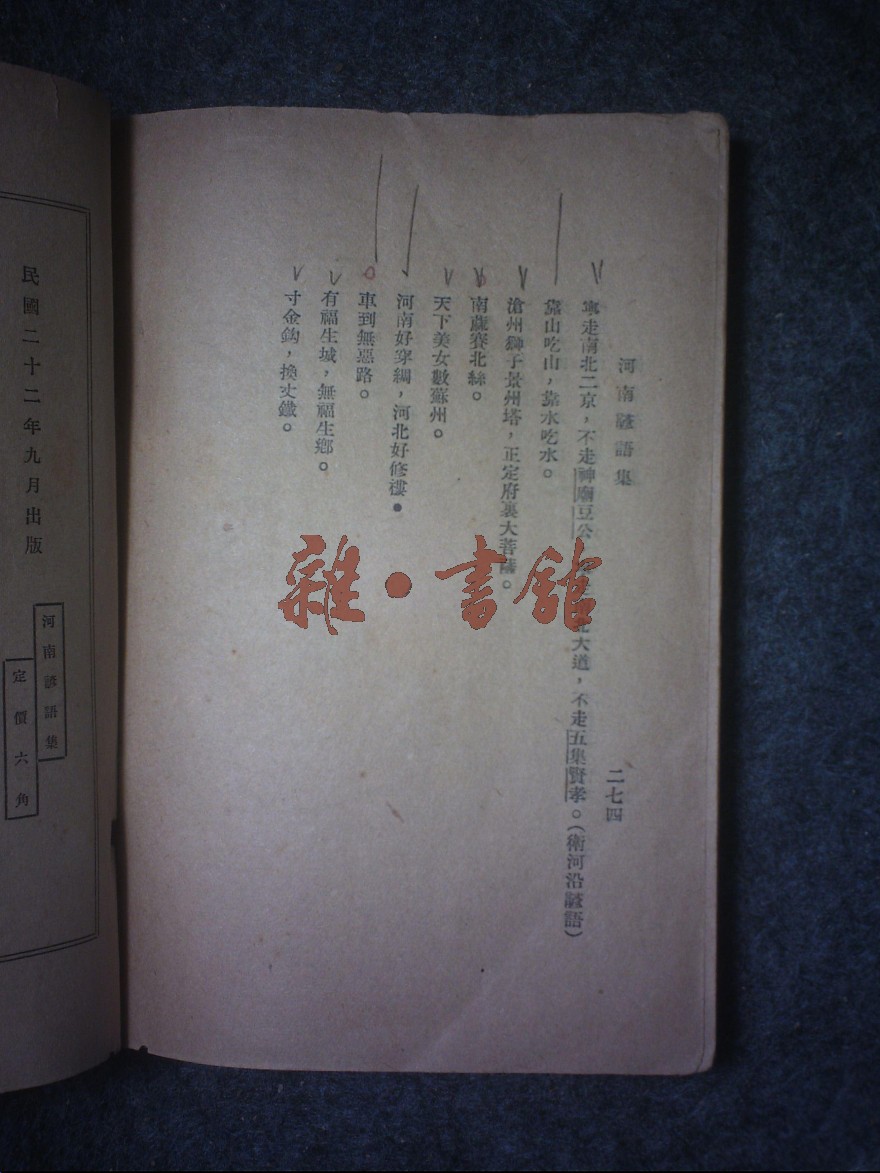 河南諺語集
二七四
寧走南北二京，不走神廟豆公 大道，不走五集賢孝。（衛河沿諺語）
靠山吃山，靠水吃水。
滄州獅子景州塔，正定府裏大菩薩。
南蔴賽北絲。
天下美女數蘇州。
河南好穿綢，河北好修樓。
車到無惡路。
有福生城，無福生鄉。
寸金鈎，換丈鐵。
雜·書館
河南諺語集
定價六角
民國二十二年九月出版